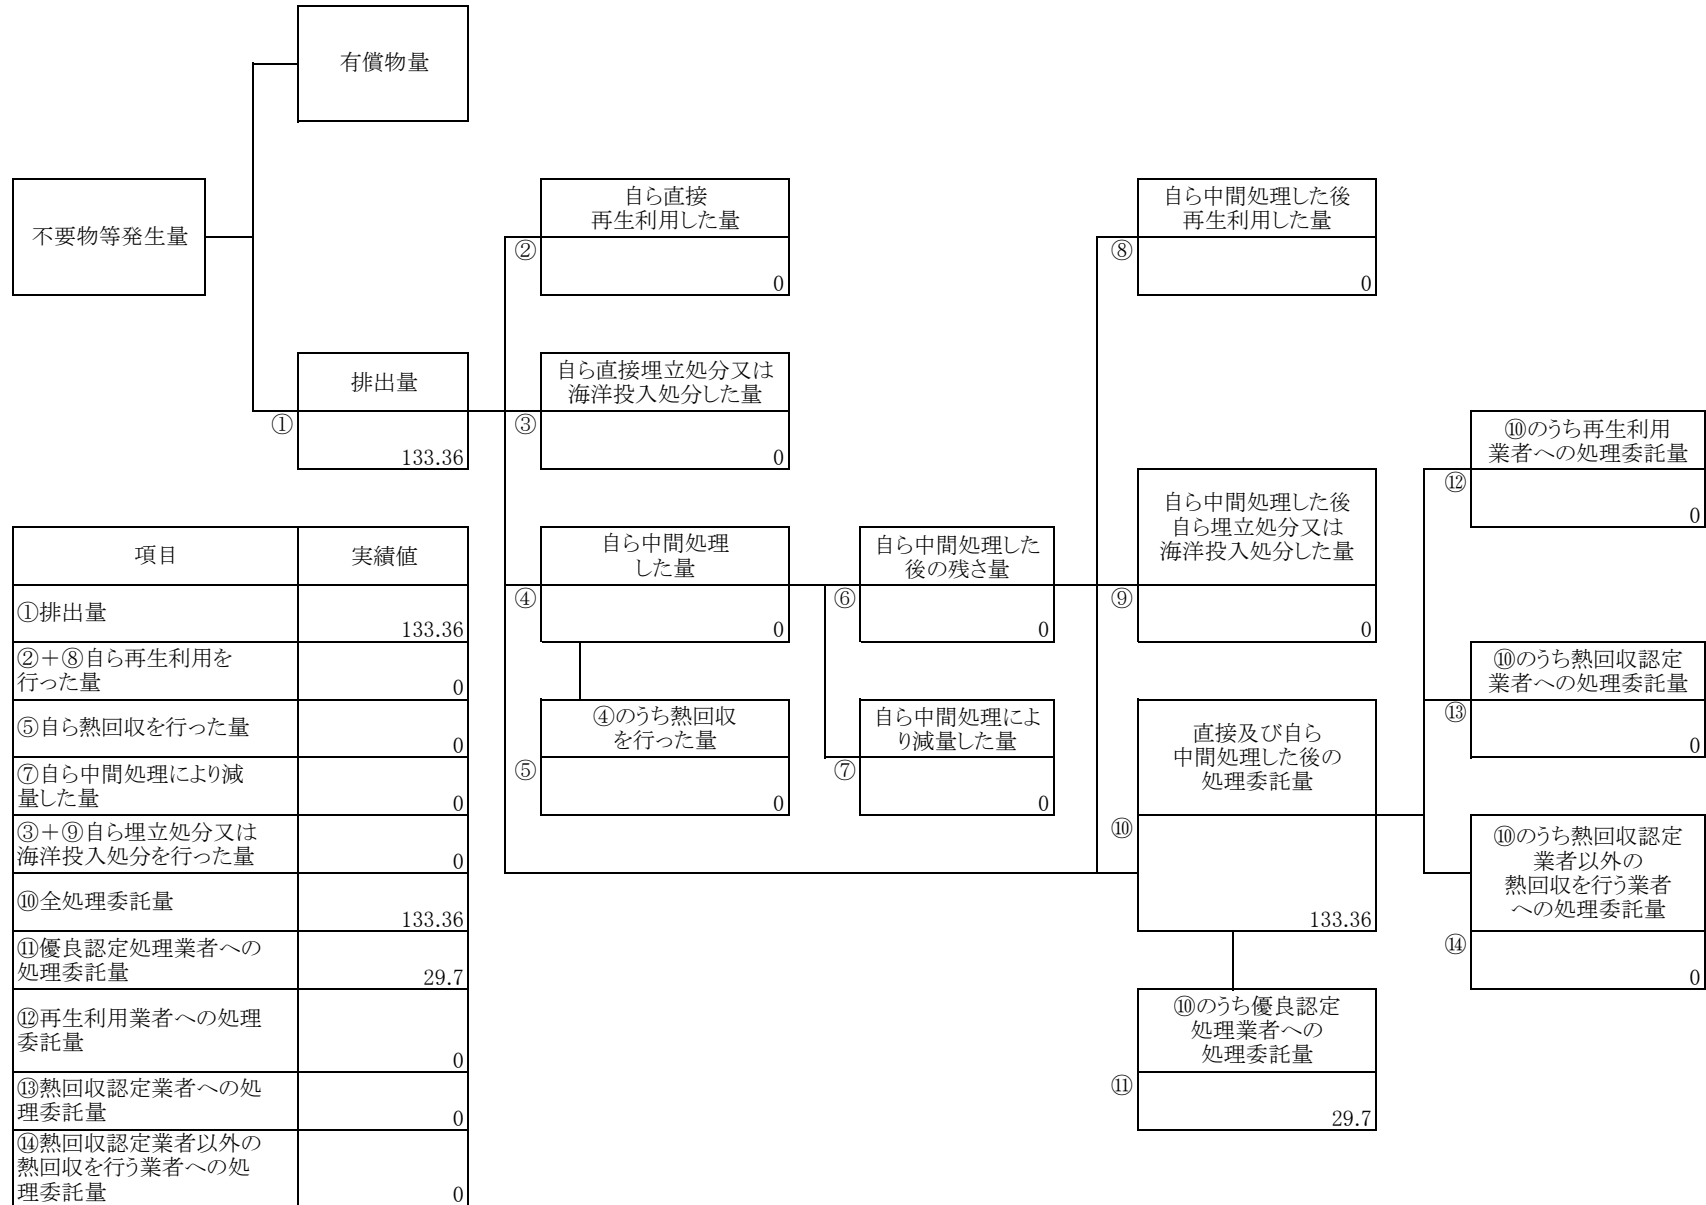 有償物量
不要物等発生量
自ら直接
再生利用した量
②
0
自ら中間処理した後
再生利用した量
⑧
0
排出量
①
133.36
自ら直接埋立処分又は
海洋投入処分した量
③
0
⑩のうち再生利用
業者への処理委託量
⑫
0
自ら中間処理した後
自ら埋立処分又は
海洋投入処分した量
⑨
0
自ら中間処理
した量
④
0
自ら中間処理した
後の残さ量
⑥
0
④のうち熱回収
を行った量
⑤
0
自ら中間処理によ
り減量した量
⑦
0
直接及び自ら
中間処理した後の
処理委託量
⑩
133.36
⑩のうち熱回収認定
業者への処理委託量
⑬
0
⑩のうち熱回収認定
業者以外の
熱回収を行う業者
への処理委託量
⑭
0
⑩のうち優良認定
処理業者への
処理委託量
⑪
29.7
項目 実績値
①排出量
133.36
②+⑧自ら再生利用を
行った量
0
⑤自ら熱回収を行った量
0
⑦自ら中間処理により減
量した量
0
③+⑨自ら埋立処分又は
海洋投入処分を行った量
0
⑩全処理委託量
133.36
⑪優良認定処理業者への
処理委託量
29.7
⑫再生利用業者への処理
委託量
0
⑬熱回収認定業者への処
理委託量
0
⑭熱回収認定業者以外の
熱回収を行う業者への処
理委託量
0